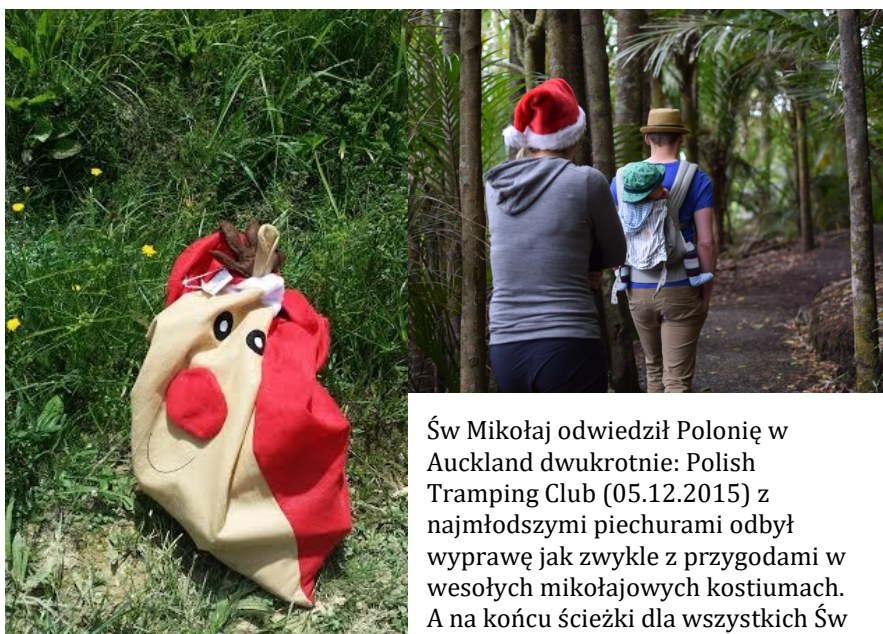 Św Mikołaj odwiedził Polonię w
Auckland dwukrotnie: Polish
Tramping Club (05.12.2015) z
najmłodszymi piechurami odbył
wyprawę jak zwykle z przygodami w
wesołych mikołajowych kostiumach.
A na końcu ścieżki dla wszystkich Św